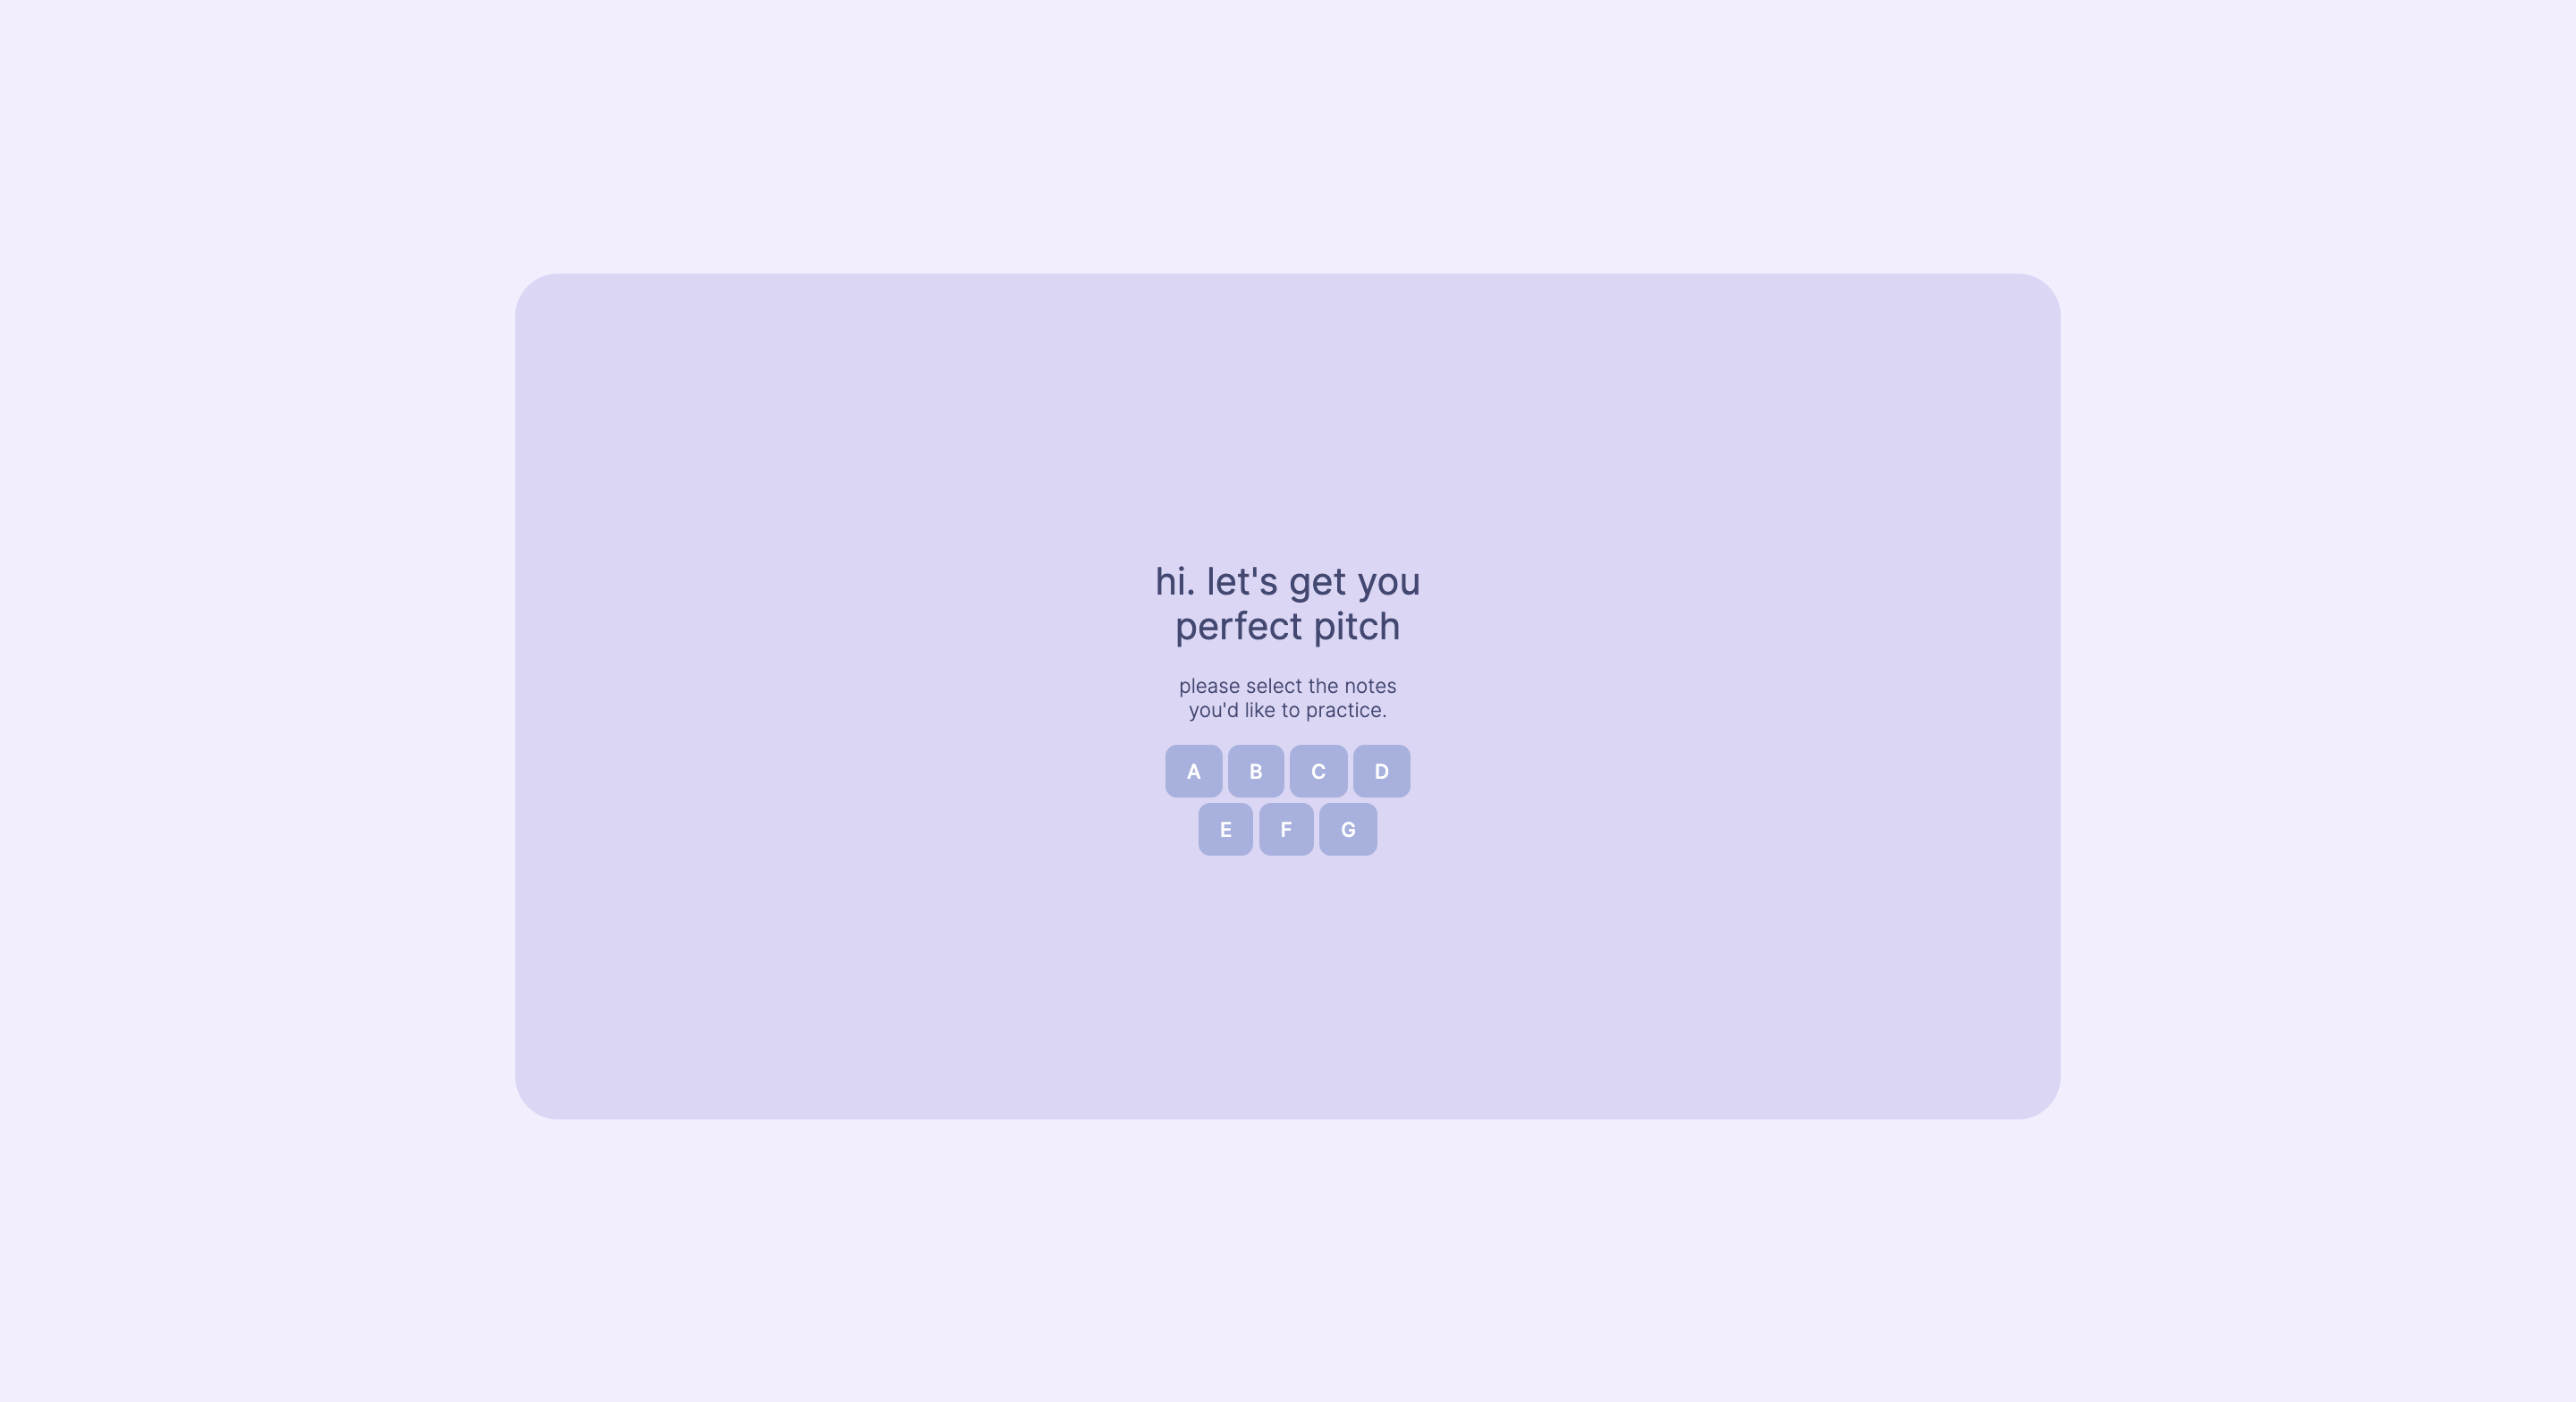 hi. let's get you
perfect pitch
please select the notes
you'd like to practice.
A B C D
E F G